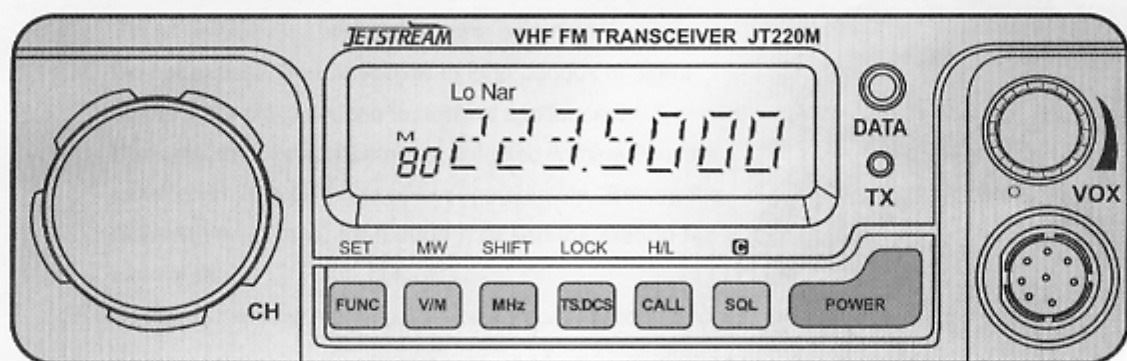 JETSTREAM VHF FM TRANSCEIVER JT220M
Lo Nar
M
80 223.5000
DATA
TX
VOX
SET MW SHIFT LOCK H/L C
CH
FUNC V/M MHz TS.DCS CALL SQL POWER